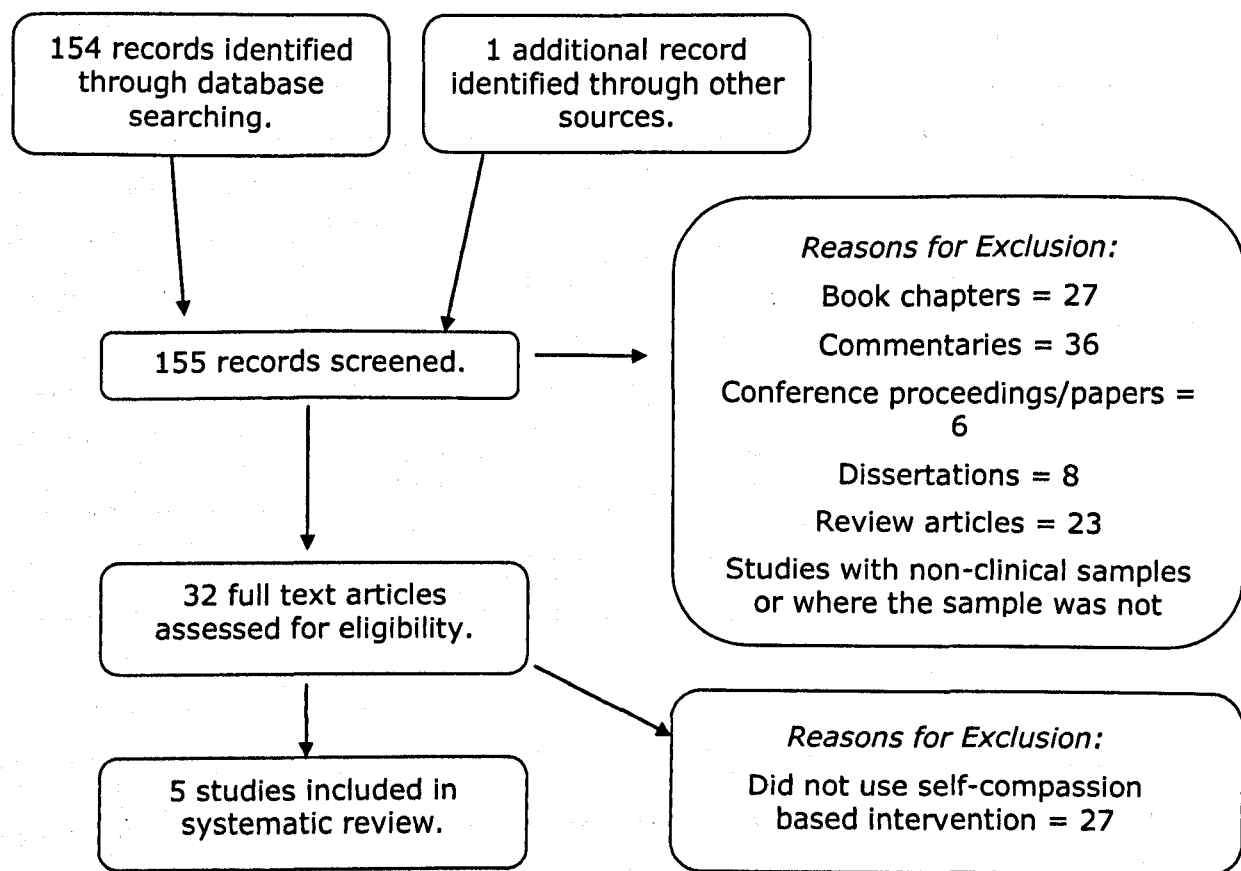 154 records identified
through database
searching.
1 additional record
identified through other
sources.
155 records screened.
Reasons for Exclusion:
Book chapters = 27
Commentaries = 36
Conference proceedings/papers =
6
Dissertations = 8
Review articles = 23
Studies with non-clinical samples
or where the sample was not
32 full text articles
assessed for eligibility.
Reasons for Exclusion:
Did not use self-compassion
based intervention = 27
5 studies included in
systematic review.